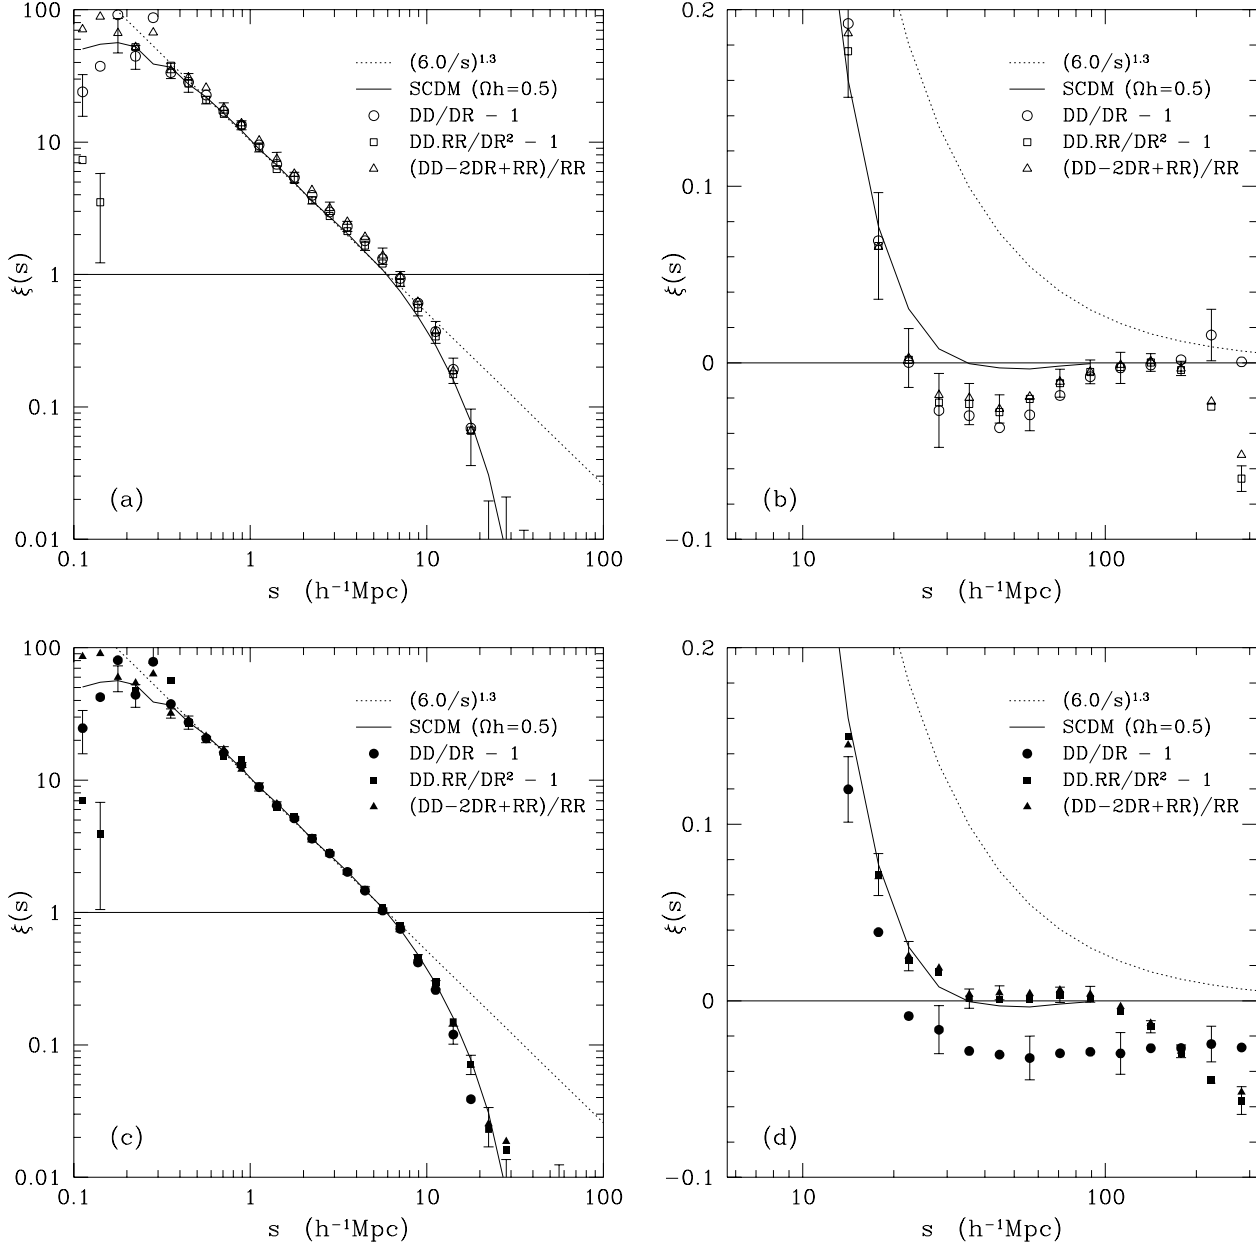 100
10
1
0.1
0.01
ξ(s)
(6.0/s)¹·³
SCDM (Ωh=0.5)
DD/DR − 1
DD.RR/DR² − 1
(DD−2DR+RR)/RR
(a)
0.1
1
10
100
s (h⁻¹Mpc)
0.2
0.1
0
−0.1
ξ(s)
(6.0/s)¹·³
SCDM (Ωh=0.5)
DD/DR − 1
DD.RR/DR² − 1
(DD−2DR+RR)/RR
(b)
10
100
s (h⁻¹Mpc)
100
10
1
0.1
0.01
ξ(s)
(6.0/s)¹·³
SCDM (Ωh=0.5)
DD/DR − 1
DD.RR/DR² − 1
(DD−2DR+RR)/RR
(c)
0.1
1
10
100
s (h⁻¹Mpc)
0.2
0.1
0
−0.1
ξ(s)
(6.0/s)¹·³
SCDM (Ωh=0.5)
DD/DR − 1
DD.RR/DR² − 1
(DD−2DR+RR)/RR
(d)
10
100
s (h⁻¹Mpc)